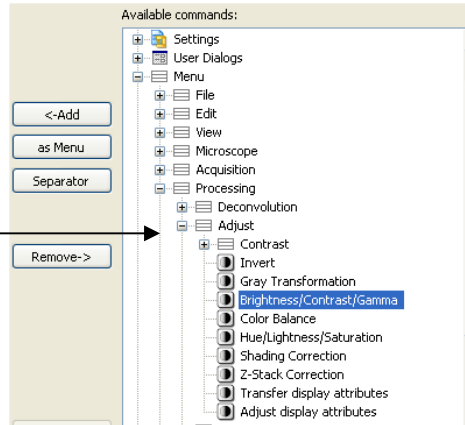 Available commands:
Settings
User Dialogs
Menu
File
Edit
<-Add
View
as Menu
Microscope
Acquisition
Separator
Processing
Deconvolution
Adjust
Contrast
Remove->
Invert
Gray Transformation
Brightness/Contrast/Gamma
Color Balance
Hue/Lightness/Saturation
Shading Correction
Z-Stack Correction
Transfer display attributes
Adjust display attributes